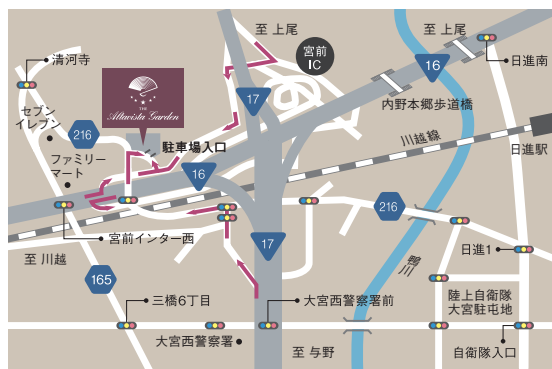 至 上尾
至 上尾
宮前
IC
清河寺
日進南
16
17
THE
Altavista Garden
内野本郷歩道橋
セブン
イレブン
216
川越線
日進駅
駐車場入口
ファミリー
マート
16
216
宮前インター西
17
至 川越
鴨川
日進1
165
三橋6丁目
大宮西警察署前
陸上自衛隊
大宮駐屯地
大宮西警察署
至 与野
自衛隊入口